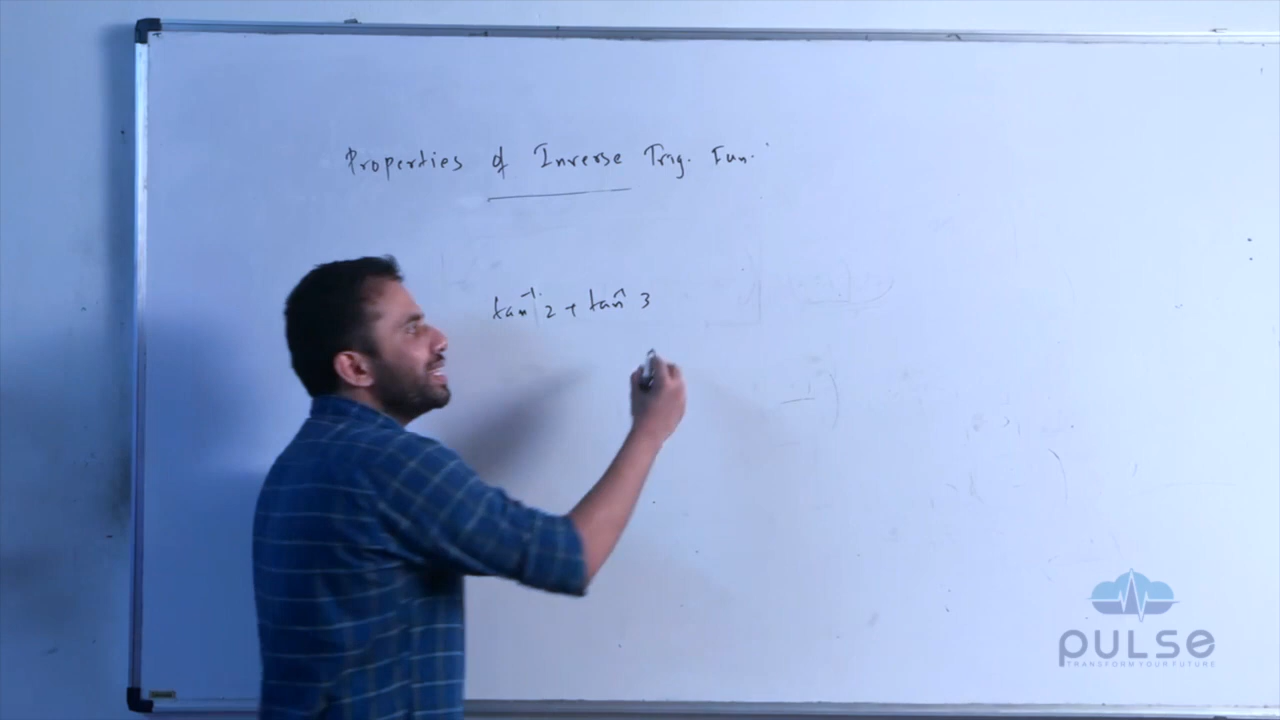 Properties of Inverse Trig. Fun.
tan⁻¹ 2 + tan⁻¹ 3
PULSE
TRANSFORM YOUR FUTURE